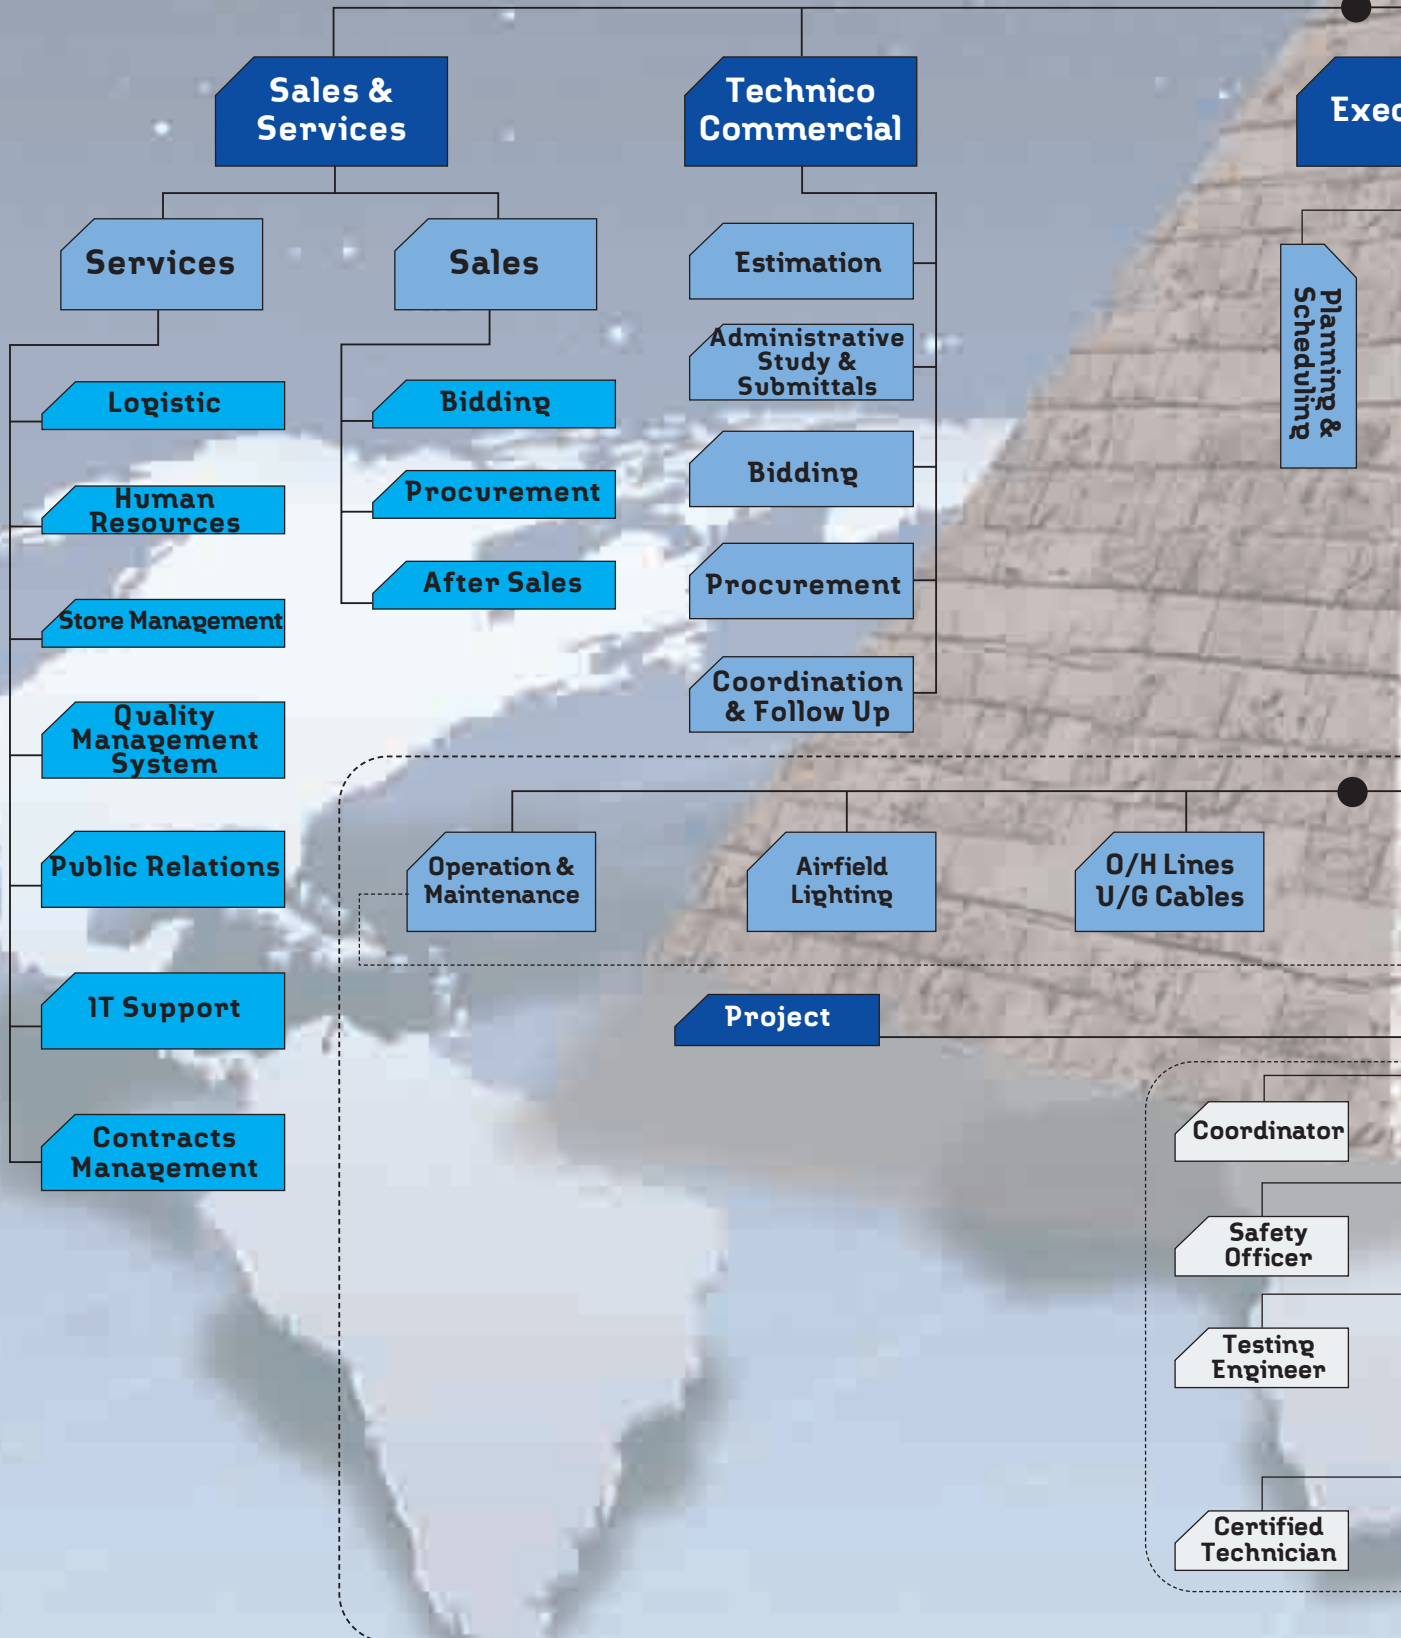 Sales &
Services
Technico
Commercial
Exec
Services
Sales
Logistic
Human
Resources
Store Management
Quality
Management
System
Public Relations
IT Support
Contracts
Management
Bidding
Procurement
After Sales
Estimation
Administrative
Study &
Submittals
Bidding
Procurement
Coordination
& Follow Up
Planning &
Scheduling
Operation &
Maintenance
Airfield
Lighting
O/H Lines
U/G Cables
Project
Coordinator
Safety
Officer
Testing
Engineer
Certified
Technician